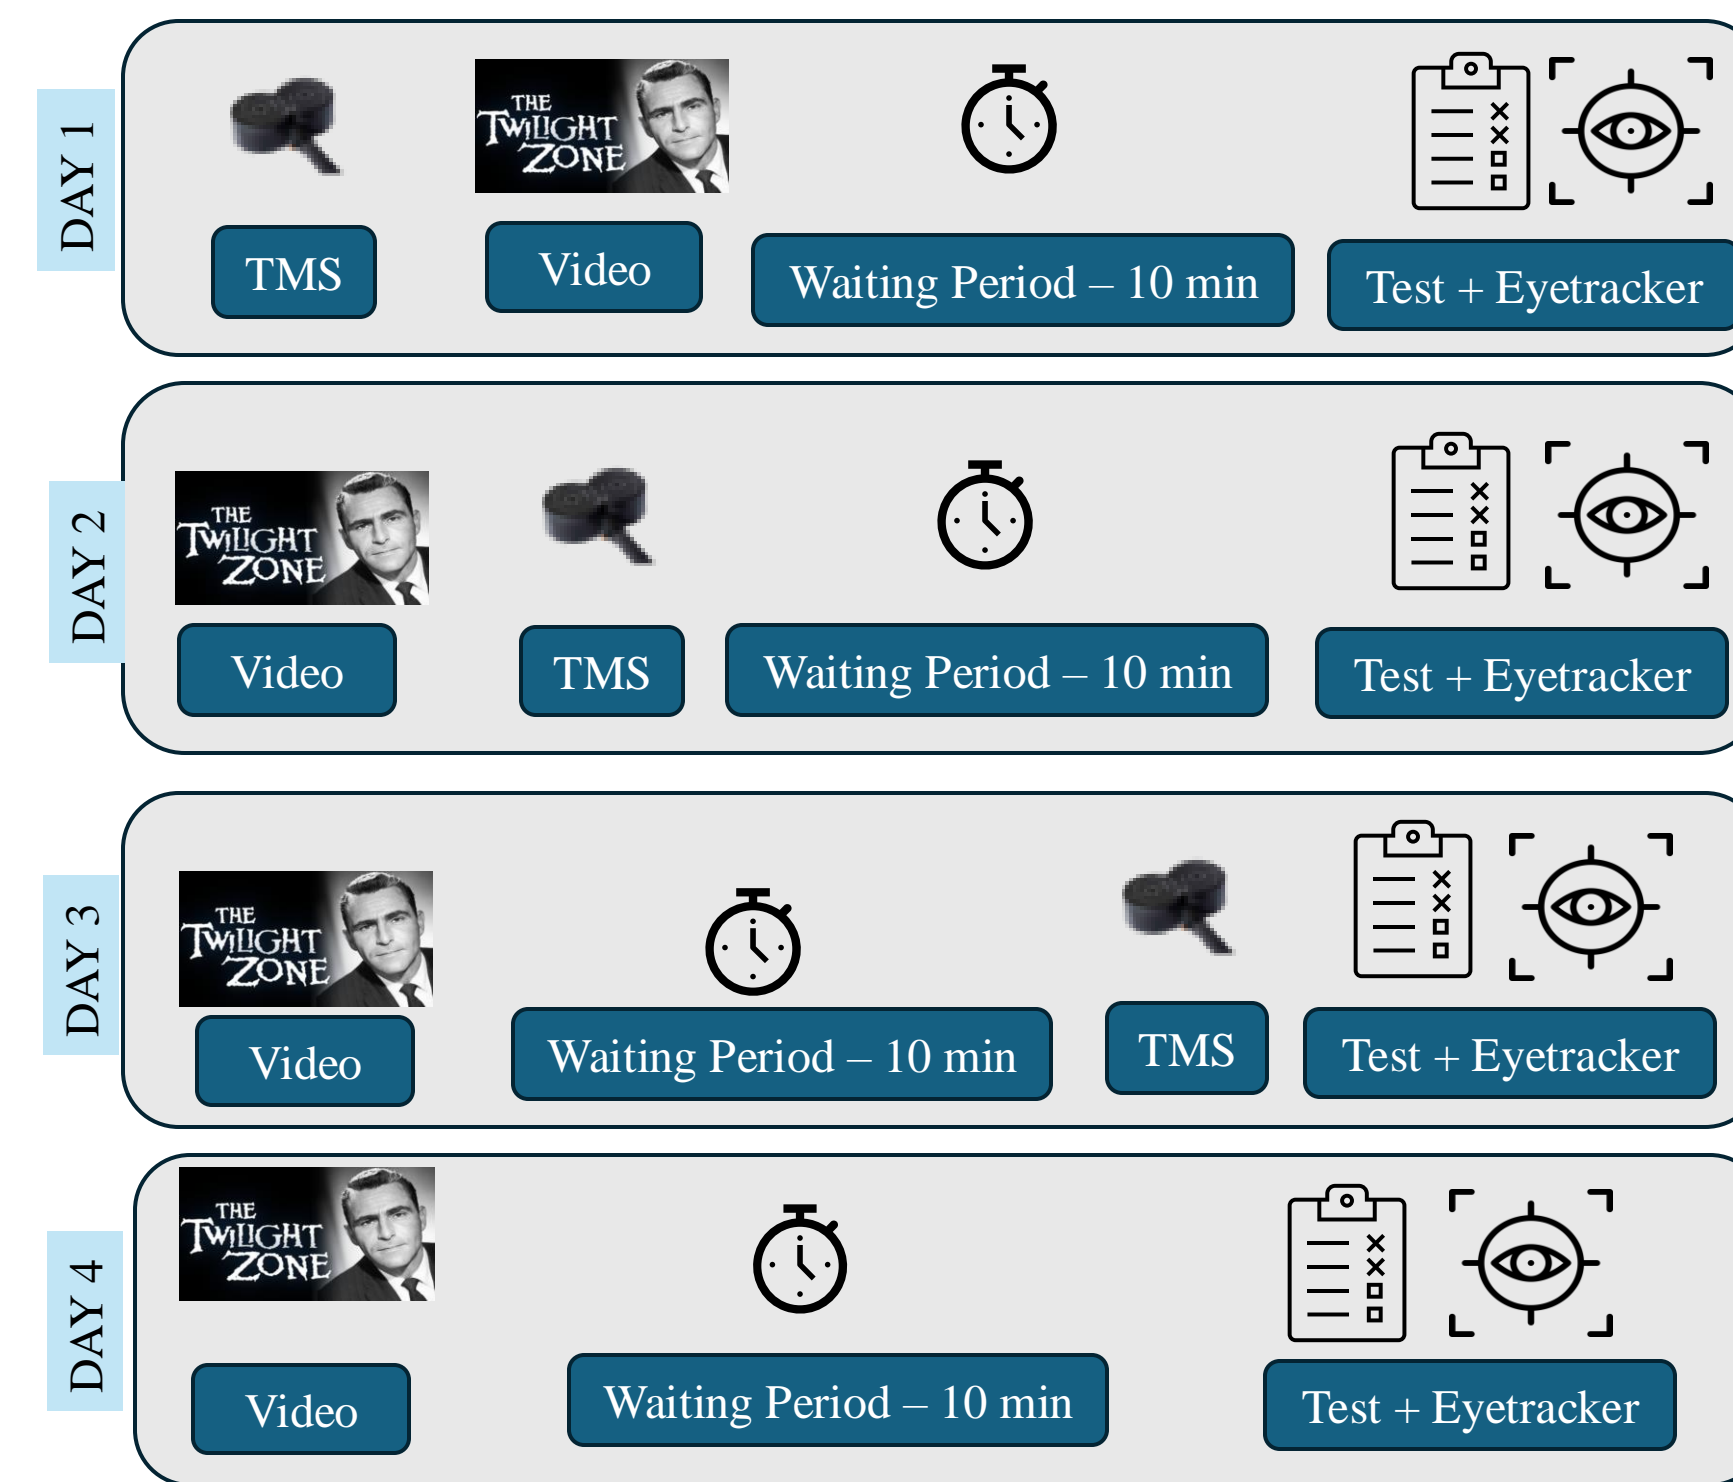 DAY 1
THE
TWILIGHT
ZONE
TMS
Video
Waiting Period – 10 min
Test + Eyetracker
DAY 2
THE
TWILIGHT
ZONE
Video
TMS
Waiting Period – 10 min
Test + Eyetracker
DAY 3
THE
TWILIGHT
ZONE
Video
Waiting Period – 10 min
TMS
Test + Eyetracker
DAY 4
THE
TWILIGHT
ZONE
Video
Waiting Period – 10 min
Test + Eyetracker